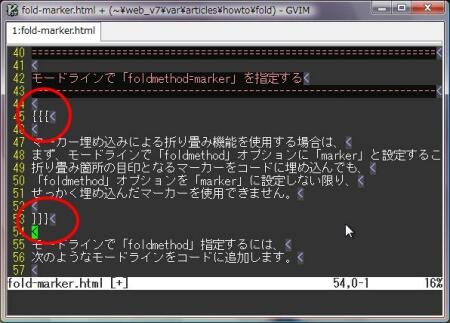 fold-marker.html + (~¥web_v7¥var¥articles¥howto¥fold) - GVIM
1:fold-marker.html
40 ------------------------------------------------------------
41
42 モードラインで「foldmethod=marker」を指定する
43 ------------------------------------------------------------
44
45 {{{
46
47 マーカー埋め込みによる折り畳み機能を使用する場合は、
48 まず、モードラインで「foldmethod」オプションに「marker」と設定するこ
49 折り畳み箇所の目印となるマーカーをコードに埋め込んでも、
50 「foldmethod」オプションを「marker」に設定しない限り、
51 せっかく埋め込んだマーカーを使用できません。
52
53 }}}
54
55 モードラインで「foldmethod」指定するには、
56 次のようなモードラインをコードに追加します。
57
fold-marker.html [+] 54,0-1 16%